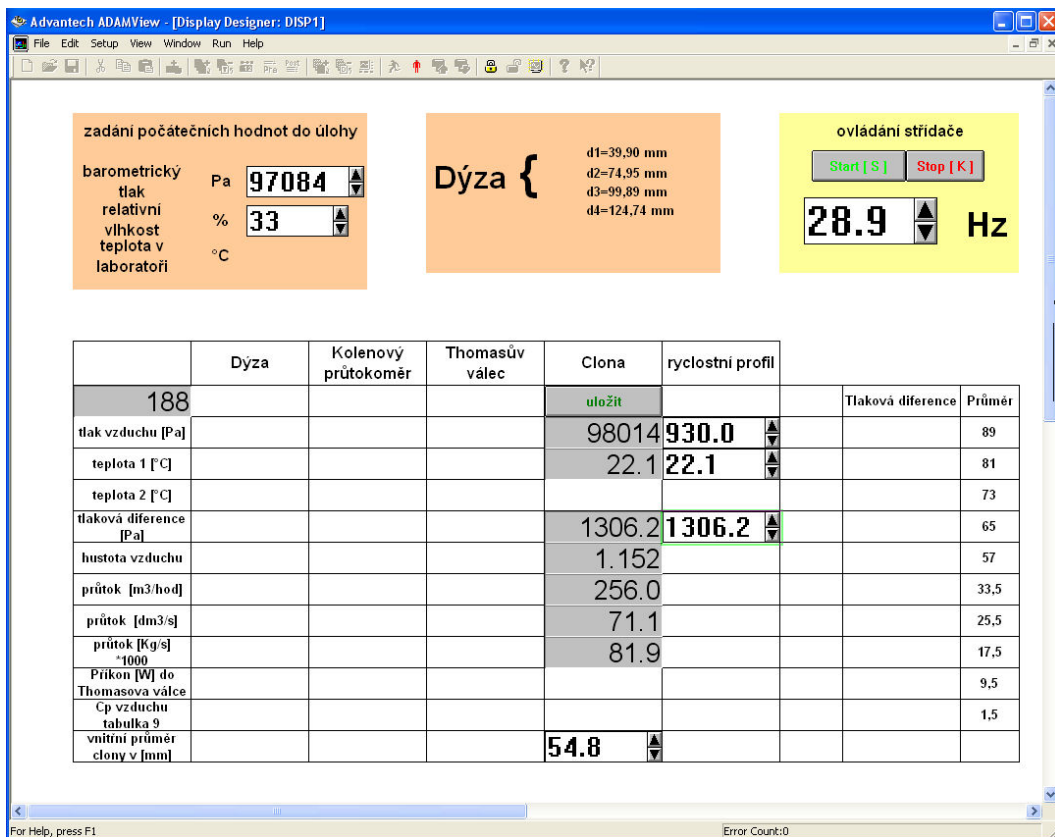 Advantech ADAMView - [Display Designer: DISP1]
File Edit Setup View Window Run Help
zadání počátečních hodnot do úlohy
barometrický
tlak
Pa 97084
relativní
vlhkost
% 33
teplota v
laboratoři
°C
Dýza {
d1=39,90 mm
d2=74,95 mm
d3=99,89 mm
d4=124,74 mm
ovládání střídače
Start [ S ] Stop [ K ]
28.9 Hz
Dýza Kolenový průtokoměr Thomasův válec Clona ryclostní profil
188 uložit Tlaková diference Průměr
tlak vzduchu [Pa] 98014 930.0 89
teplota 1 [°C] 22.1 22.1 81
teplota 2 [°C] 73
tlaková diference
[Pa] 1306.2 1306.2 65
hustota vzduchu 1.152 57
průtok [m3/hod] 256.0 33,5
průtok [dm3/s] 71.1 25,5
průtok [Kg/s]
*1000 81.9 17,5
Příkon [W] do
Thomasova válce 9,5
Cp vzduchu
tabulka 9 1,5
vnitřní průměr
clony v [mm] 54.8
For Help, press F1 Error Count:0